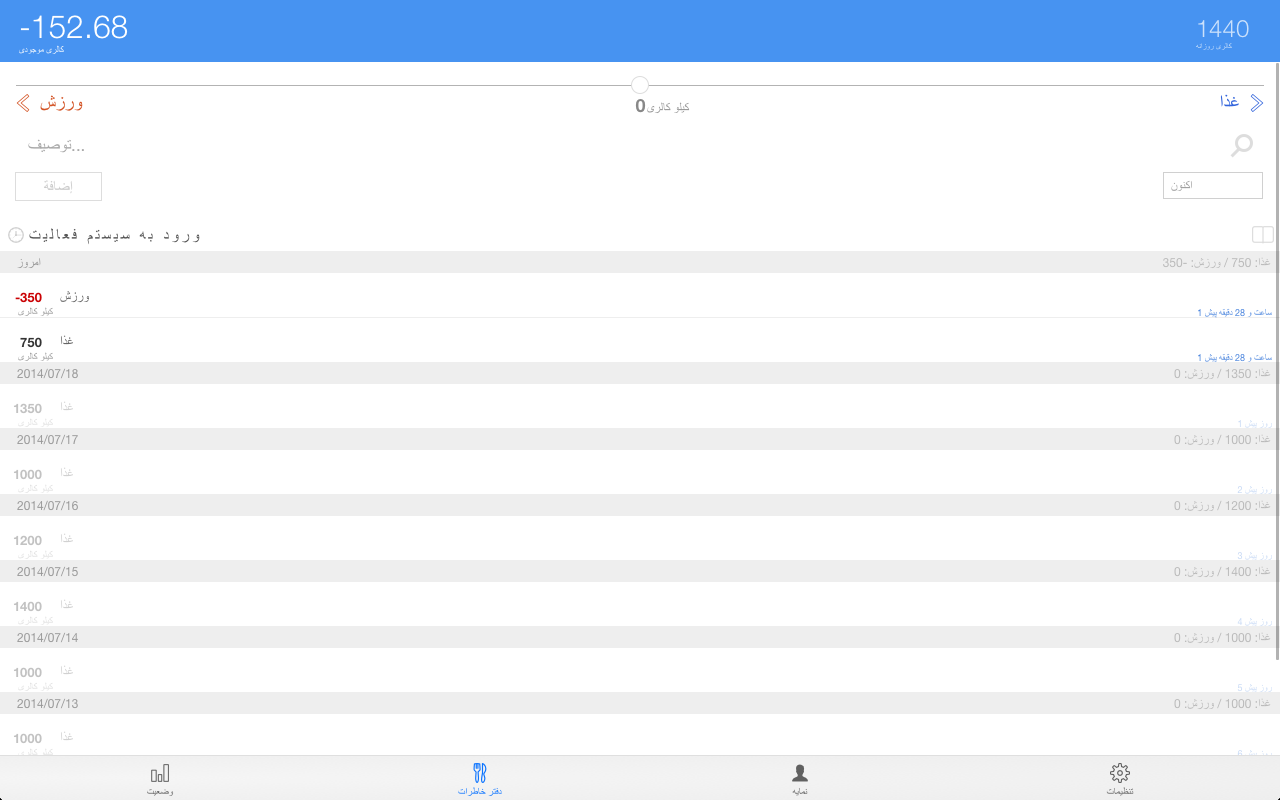 -152.68
کالری موجودی
1440
کالری روزانه
ورزش
0 کیلو کالری
غذا
توصیف...
إضافة
اکنون
ورود به سیستم فعالیت
امروز
غذا: 750 / ورزش: -350
-350 ورزش
کیلو کالری
ساعت و 28 دقیقه پیش 1
750 غذا
کیلو کالری
ساعت و 28 دقیقه پیش 1
2014/07/18
غذا: 1350 / ورزش: 0
1350 غذا
کیلو کالری
روز پیش 1
2014/07/17
غذا: 1000 / ورزش: 0
1000 غذا
کیلو کالری
روز پیش 2
2014/07/16
غذا: 1200 / ورزش: 0
1200 غذا
کیلو کالری
روز پیش 3
2014/07/15
غذا: 1400 / ورزش: 0
1400 غذا
کیلو کالری
روز پیش 4
2014/07/14
غذا: 1000 / ورزش: 0
1000 غذا
کیلو کالری
روز پیش 5
2014/07/13
غذا: 1000 / ورزش: 0
1000 غذا
کیلو کالری
روز پیش 6
وضعیت
دفتر خاطرات
نمایه
تنظیمات